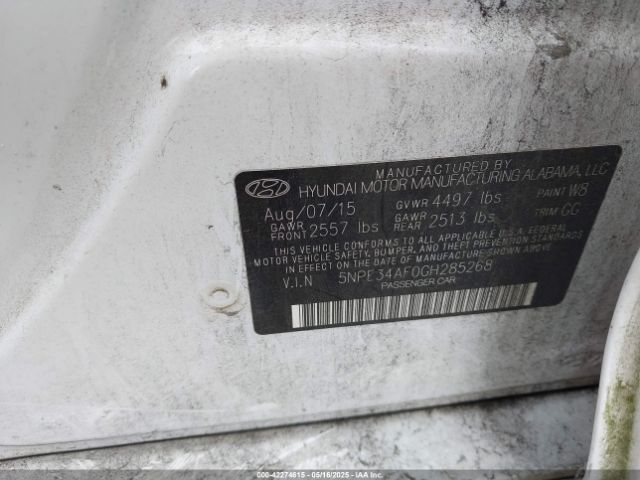 MANUFACTURED BY
HYUNDAI MOTOR MANUFACTURING ALABAMA, LLC
Aug/07/15 GVWR 4497 lbs PAINT W8
GAWR FRONT 2557 lbs GAWR REAR 2513 lbs TRIM GG
THIS VEHICLE CONFORMS TO ALL APPLICABLE U.S.A FEDERAL
MOTOR VEHICLE SAFETY, BUMPER, AND THEFT PREVENTION
STANDARDS IN EFFECT ON THE DATE OF MANUFACTURE SHOWN ABOVE.
V.I.N 5NPE34AF0GH285268
PASSENGER CAR
000-42274615 - 05/16/2025 - COPYRIGHT IAA, LLC.